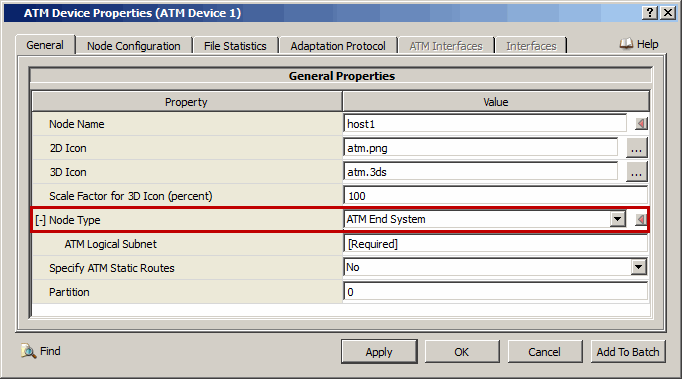 ATM Device Properties (ATM Device 1)
General Node Configuration File Statistics Adaptation Protocol ATM Interfaces Interfaces Help
General Properties
Property Value
Node Name host1
2D Icon atm.png ...
3D Icon atm.3ds ...
Scale Factor for 3D Icon (percent) 100
[-] Node Type ATM End System
ATM Logical Subnet [Required]
Specify ATM Static Routes No
Partition 0
Find Apply OK Cancel Add To Batch